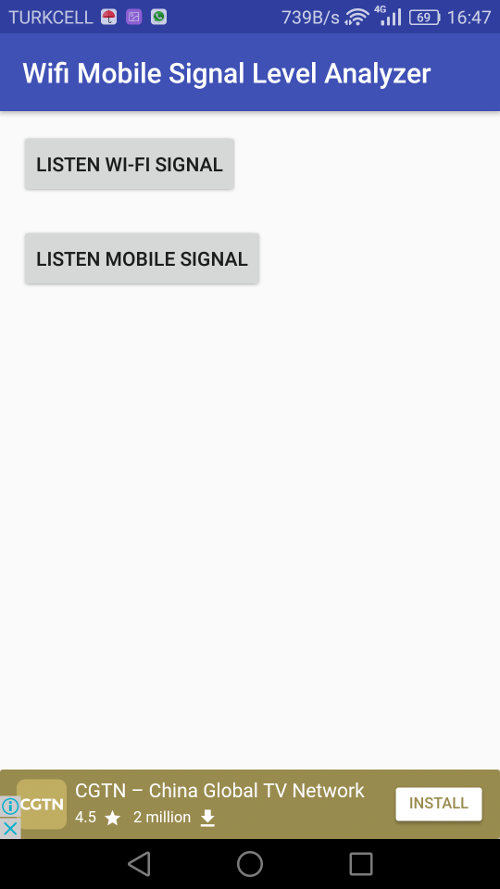 TURKCELL 739B/s 4G 69 16:47
Wifi Mobile Signal Level Analyzer
LISTEN WI-FI SIGNAL
LISTEN MOBILE SIGNAL
CGTN
CGTN – China Global TV Network
4.5 2 million
INSTALL